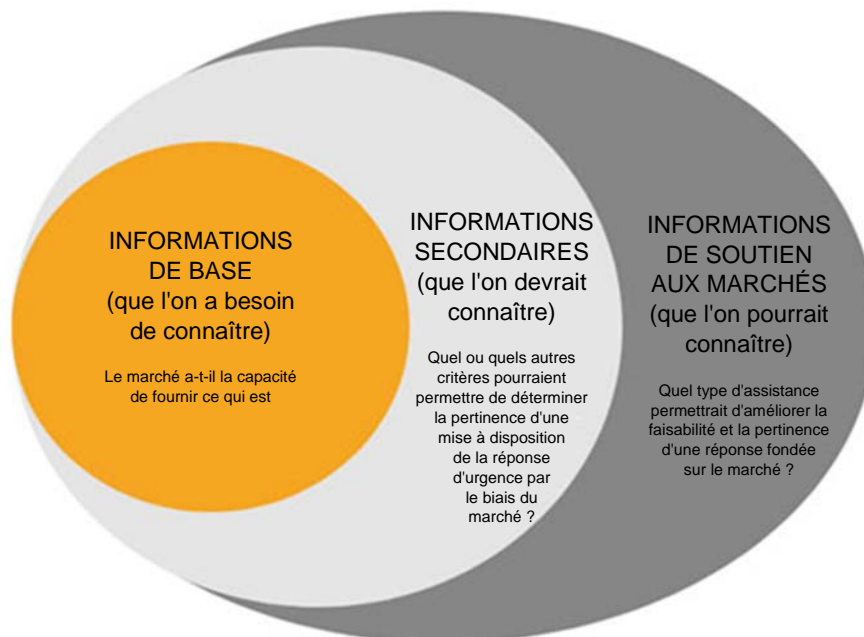 INFORMATIONS
DE BASE
(que l'on a besoin
de connaître)
Le marché a-t-il la capacité
de fournir ce qui est
INFORMATIONS
SECONDAIRES
(que l'on devrait
connaître)
Quel ou quels autres
critères pourraient
permettre de déterminer
la pertinence d'une
mise à disposition
de la réponse
d'urgence par
le biais du
marché ?
INFORMATIONS
DE SOUTIEN
AUX MARCHÉS
(que l'on pourrait
connaître)
Quel type d'assistance
permettrait d'améliorer la
faisabilité et la pertinence
d'une réponse fondée
sur le marché ?